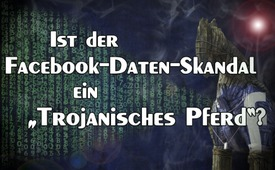 Ist der
Facebook-Daten-Skandal
ein
„Trojanisches Pferd“?